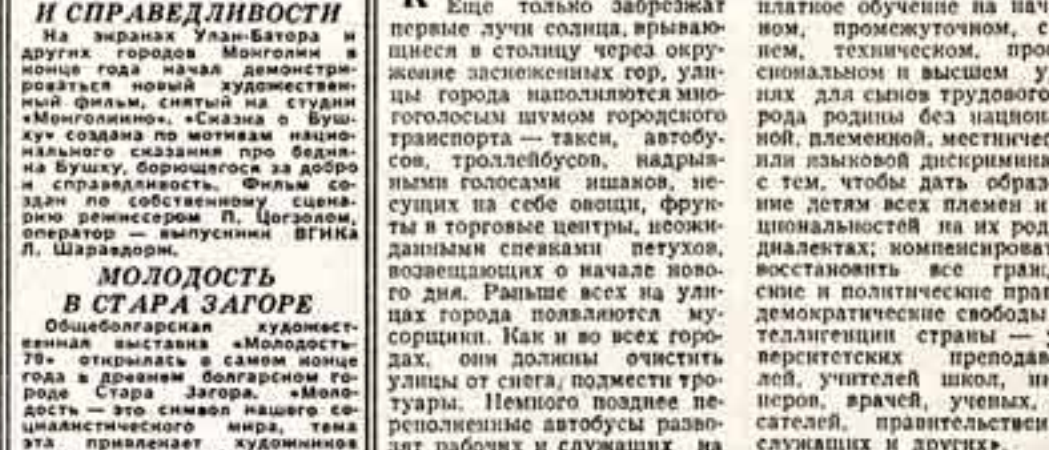 И СПРАВЕДЛИВОСТИ
На экранах Улан-Батора и
других городов Монголии в
конце года начал демонстри-
роваться новый художествен-
ный фильм, снятый на студии
«Монголкино». «Сказка о Буш-
ку» создана по мотивам нацио-
нального сказания про бедня-
ка Бушку, борющегося за добро
и справедливость. Фильм со-
здан по собственному сцена-
рию режиссером П. Цогзолом,
оператор — выпускник ВГИКа
Л. Шаравдорж.
МОЛОДОСТЬ
В СТАРА ЗАГОРЕ
Общеболгарская художест-
венная выставка «Молодость-
79» открылась в самом конце
года в древнем болгарском го-
роде Стара Загора. «Моло-
дость — это символ нашего со-
циалистического мира, тема
эта привлекает художников
Еще только забрезжат
первые лучи солнца, врываю-
щиеся в столицу через окру-
жение заснеженных гор, ули-
цы города наполняются мно-
гоголосым шумом городского
транспорта — такси, автобу-
сов, троллейбусов, надрыв-
ными голосами ишаков, не-
сущих на себе овощи, фрук-
ты в торговые центры, неожи-
данными спевками петухов,
возвещающих о начале ново-
го дня. Раньше всех на ули-
цах города появляются му-
сорщики. Как и во всех горо-
дах, они должны очистить
улицы от снега, подмести тро-
туары. Немного позднее пе-
реполненные автобусы разво-
зят рабочих и служащих на
платное обучение на нач
ном, промежуточном, с
нем, техническом, про
сиональном и высшем у
нях для сынов трудового
рода родины без национ
ной, племенной, местничес
или языковой дискримина
с тем, чтобы дать образ
ние детям всех племен и
циональностей на их род
диалектах; компенсироват
восстановить все граж
ские и политические прав
демократические свободы
теллигенции страны — у
верситетских преподав
лей, учителей школ, ин
неров, врачей, ученых,
сателей, правительствен
служащих и других».